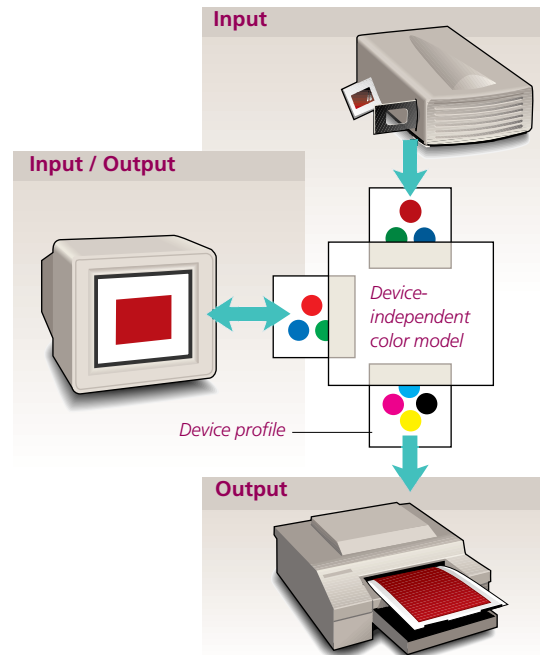 Input
Input / Output
Device-
independent
color model
Device profile
Output